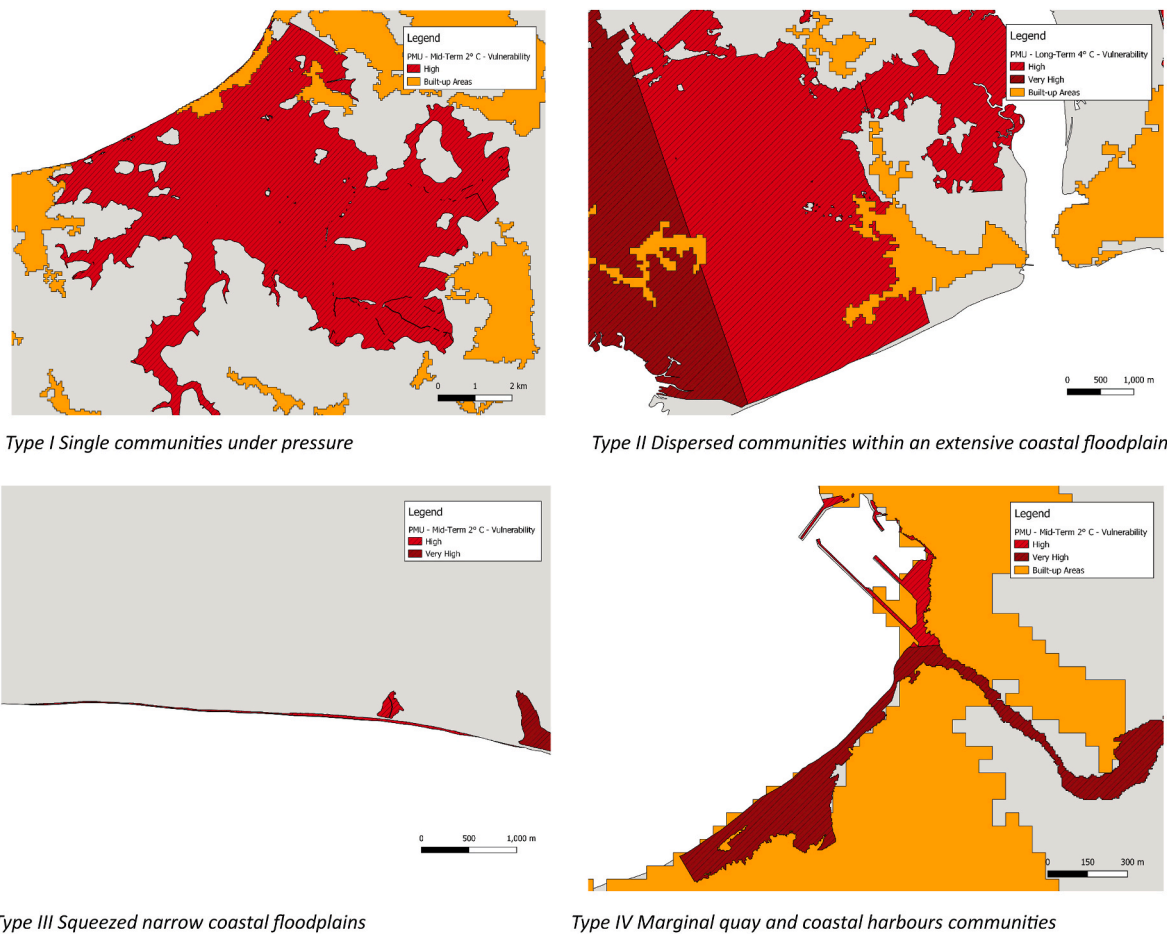 Legend
PMU - Mid-Term 2° C - Vulnerability
High
Built-up Areas
0 1 2 km
Type I Single communities under pressure
Legend
PMU - Long-Term 4° C - Vulnerability
High
Very High
Built-up Areas
0 500 1,000 m
Type II Dispersed communities within an extensive coastal floodplain
Legend
PMU - Mid-Term 2° C - Vulnerability
High
Very High
0 500 1,000 m
Type III Squeezed narrow coastal floodplains
Legend
PMU - Mid-Term 2° C - Vulnerability
High
Very High
Built-up Areas
0 150 300 m
Type IV Marginal quay and coastal harbours communities